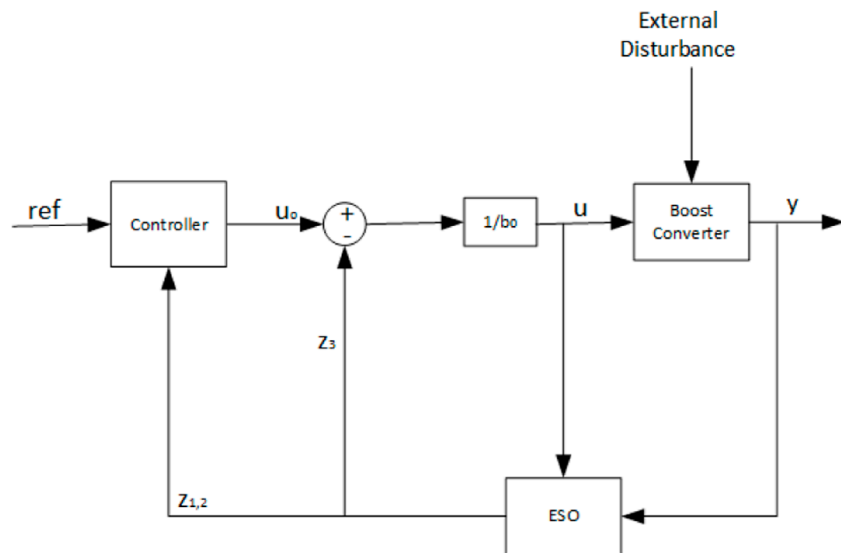 External
Disturbance
ref
Controller
u₀
+
-
1/b₀
u
Boost
Converter
y
z₃
z₁,₂
ESO